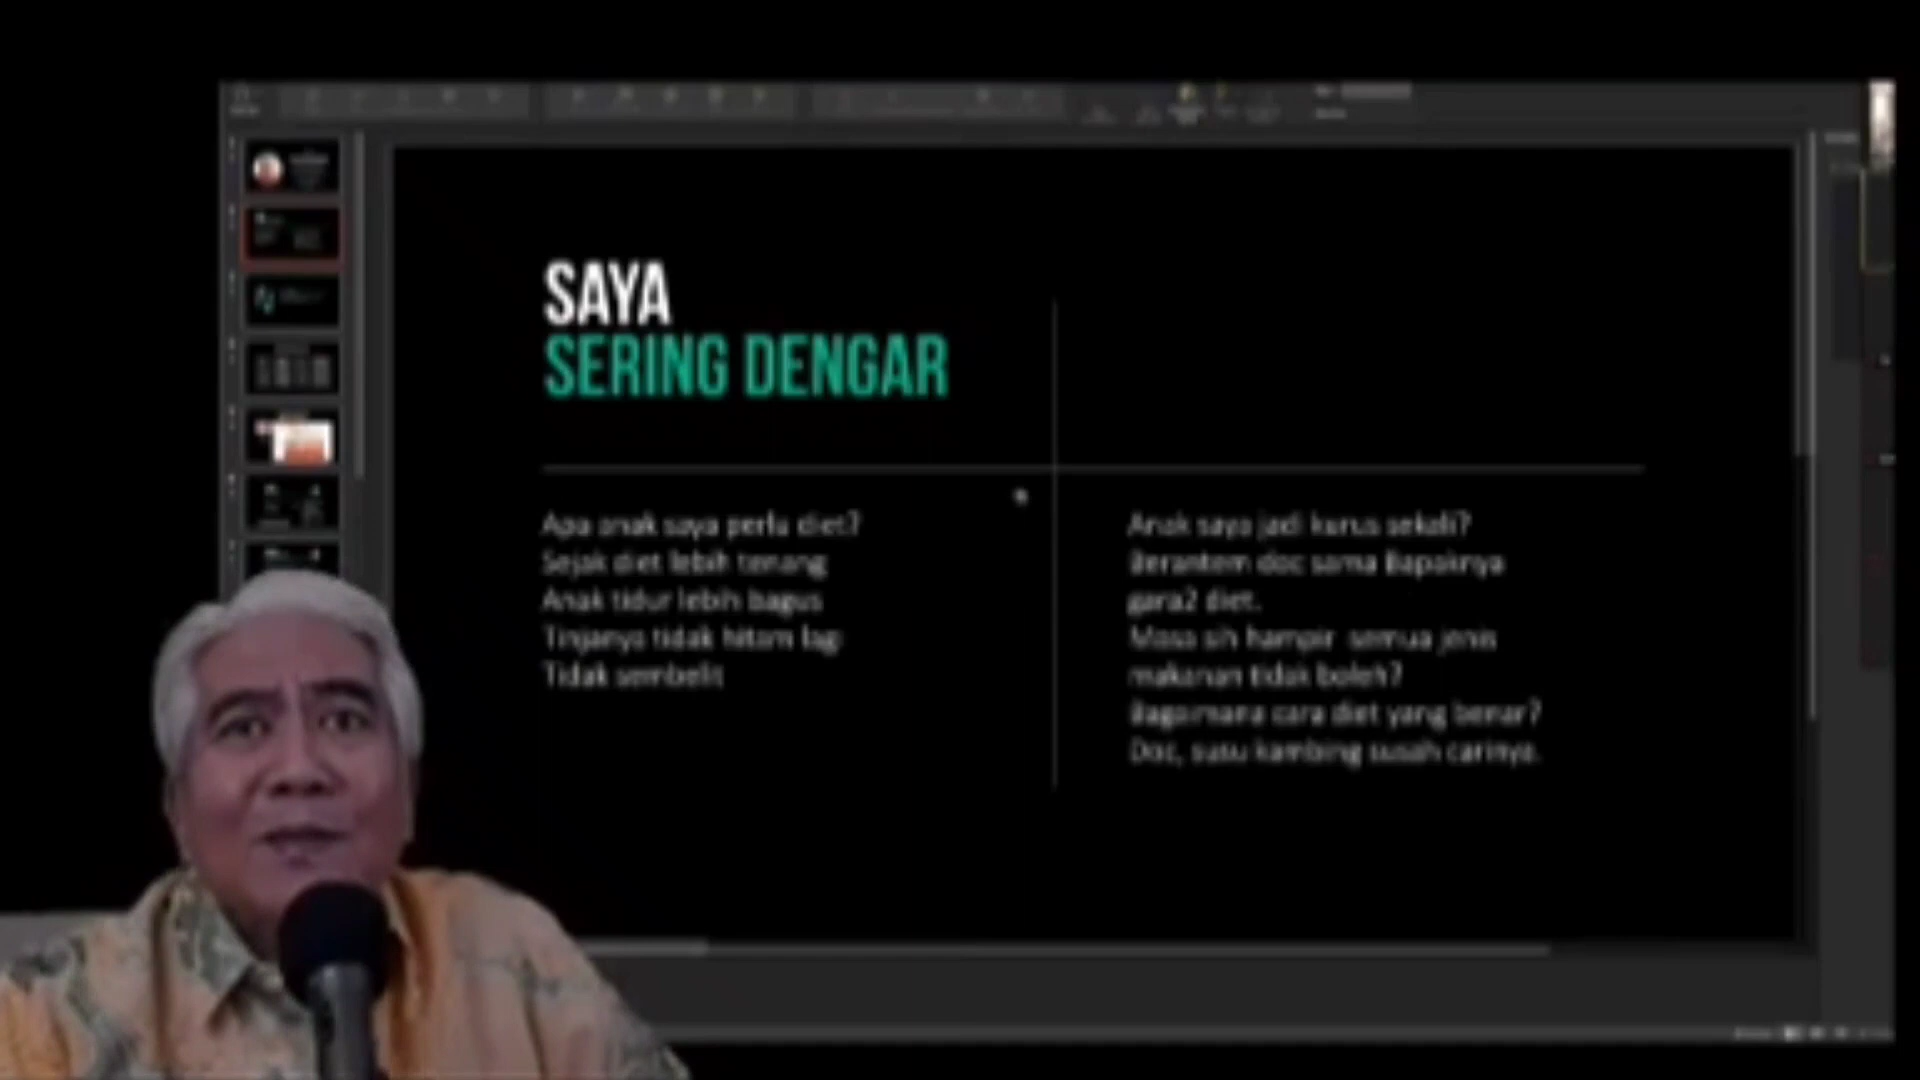 SAYA
SERING DENGAR
Apa anak saya perlu diet?
Sejak diet lebih tenang
Anak tidur lebih bagus
Tinjanya tidak hitam lagi
Tidak sembelit
Anak saya jadi kurus sekali?
Berantem doc sama Bapaknya
gara2 diet.
Masa sih hampir semua jenis
makanan tidak boleh?
Bagaimana cara diet yang benar?
Doc, susu kambing susah carinya.